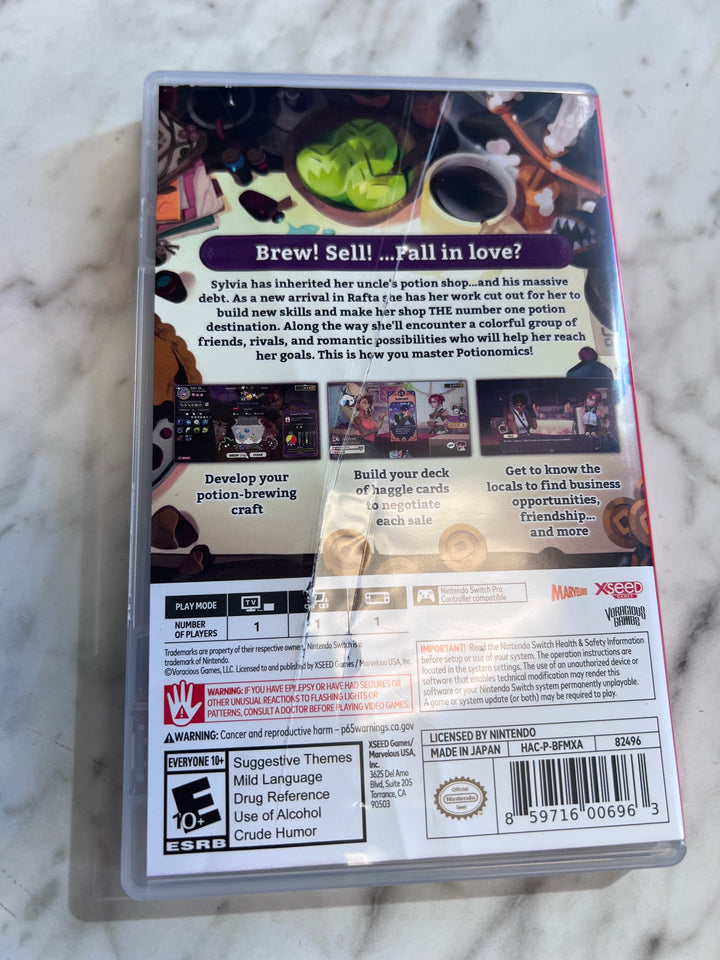 Brew! Sell! ...Fall in love?
Sylvia has inherited her uncle's potion shop...and his massive
debt. As a new arrival in Rafta she has her work cut out for her to
build new skills and make her shop THE number one potion
destination. Along the way she'll encounter a colorful group of
friends, rivals, and romantic possibilities who will help her reach
her goals. This is how you master Potionomics!
Develop your
potion-brewing
craft
Build your deck
of haggle cards
to negotiate
each sale
Get to know the
locals to find business
opportunities,
friendship...
and more
PLAY MODE
TV
NUMBER
OF PLAYERS
1
1
1
Nintendo Switch Pro
Controller compatible
MARVELOUS!
XSEED
GAMES
VORACIOUS
GAMES
Trademarks are property of their respective owners. Nintendo Switch is a
trademark of Nintendo.
©Voracious Games, LLC. Licensed to and published by XSEED Games / Marvelous USA, Inc.
WARNING: IF YOU HAVE EPILEPSY OR HAVE HAD SEIZURES OR
OTHER UNUSUAL REACTIONS TO FLASHING LIGHTS OR
PATTERNS, CONSULT A DOCTOR BEFORE PLAYING VIDEO GAMES.
IMPORTANT! Read the Nintendo Switch Health & Safety Information
before setup or use of your system. The operation instructions are
located in the system settings. The use of an unauthorized device or
software that enables technical modification may render this
software or your Nintendo Switch system permanently unplayable.
A game or system update (or both) may be required to play.
WARNING: Cancer and reproductive harm – p65warnings.ca.gov
EVERYONE 10+
E
10+
ESRB
Suggestive Themes
Mild Language
Drug Reference
Use of Alcohol
Crude Humor
XSEED Games/
Marvelous USA,
Inc.
3625 Del Amo
Blvd, Suite 205
Torrance, CA
90503
LICENSED BY NINTENDO
MADE IN JAPAN
HAC-P-BFMXA
82496
Official
Nintendo
Seal
8 59716 00696 3